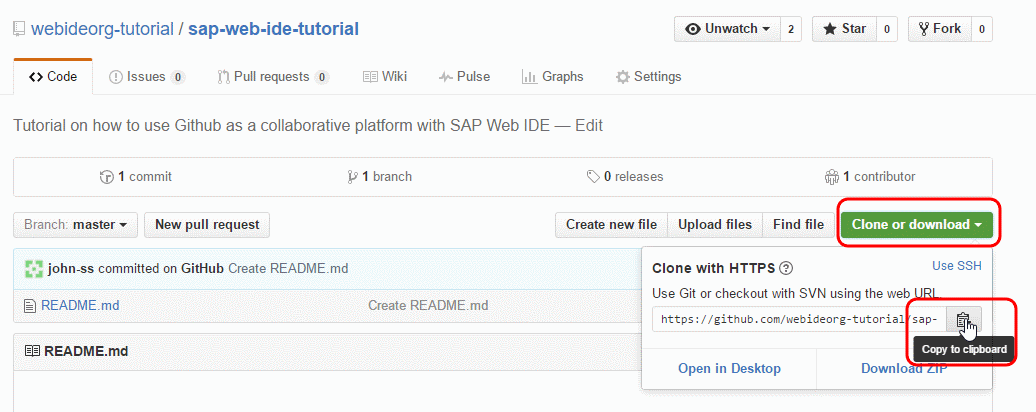 webideorg-tutorial / sap-web-ide-tutorial
Unwatch 2 Star 0 Fork 0
Code Issues 0 Pull requests 0 Wiki Pulse Graphs Settings
Tutorial on how to use Github as a collaborative platform with SAP Web IDE — Edit
1 commit 1 branch 0 releases 1 contributor
Branch: master New pull request Create new file Upload files Find file Clone or download
john-ss committed on GitHub Create README.md
README.md Create README.md
README.md
Clone with HTTPS ? Use SSH
Use Git or checkout with SVN using the web URL.
https://github.com/webideorg-tutorial/sap-
Copy to clipboard
Open in Desktop Download ZIP